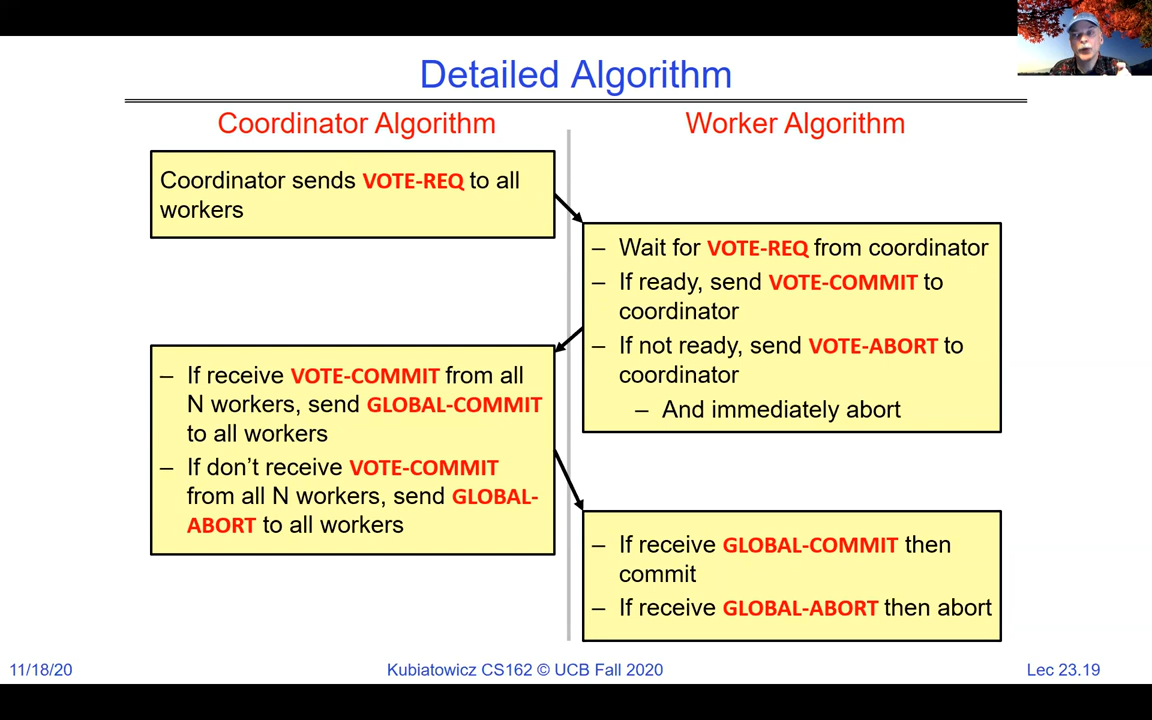 Detailed Algorithm
Coordinator Algorithm
Coordinator sends VOTE-REQ to all
workers
– If receive VOTE-COMMIT from all
N workers, send GLOBAL-COMMIT
to all workers
– If don’t receive VOTE-COMMIT
from all N workers, send GLOBAL-
ABORT to all workers
Worker Algorithm
– Wait for VOTE-REQ from coordinator
– If ready, send VOTE-COMMIT to
coordinator
– If not ready, send VOTE-ABORT to
coordinator
– And immediately abort
– If receive GLOBAL-COMMIT then
commit
– If receive GLOBAL-ABORT then abort
11/18/20
Kubiatowicz CS162 © UCB Fall 2020
Lec 23.19